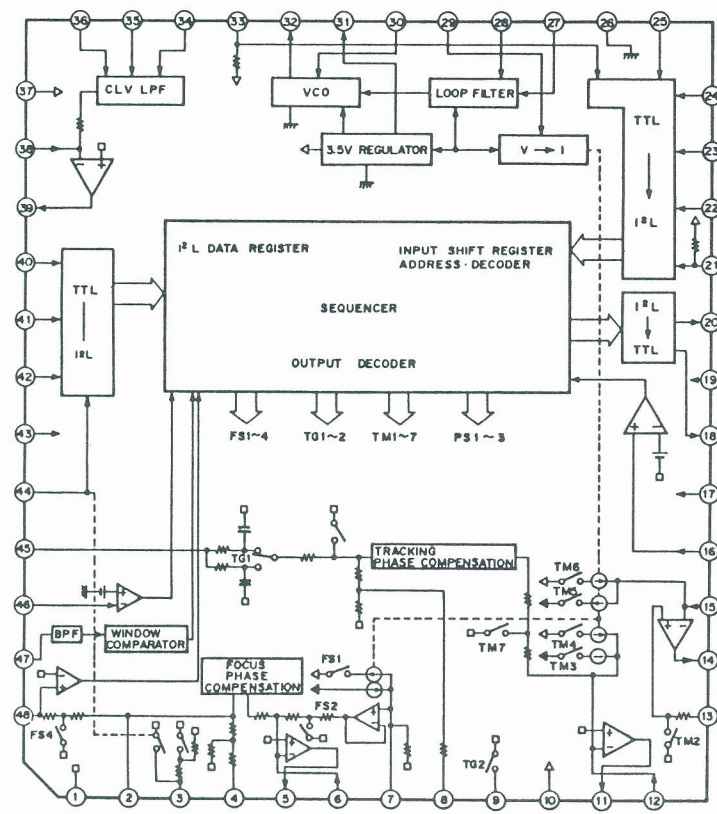 36 35 34 33 32 31 30 29 28 27 26 25
37
CLV LPF
VCO
LOOP FILTER
TTL
I²L
24
38
- +
3.5V REGULATOR
V → I
23
39
22
I²L DATA REGISTER
INPUT SHIFT REGISTER
ADDRESS·DECODER
21
40
TTL
I²L
SEQUENCER
I²L
TTL
20
41
OUTPUT DECODER
19
42
18
43
FS1~4
TG1~2
TM1~7
PS1~3
+ -
17
44
45
TG1
TRACKING
PHASE COMPENSATION
16
46
+
-
TM6
TM5
15
47
BPF
WINDOW
COMPARATOR
TM7
TM4
TM3
14
FOCUS
PHASE
COMPENSATION
FS1
FS2
48
FS4
13
TM2
TG2
1 2 3 4 5 6 7 8 9 10 11 12